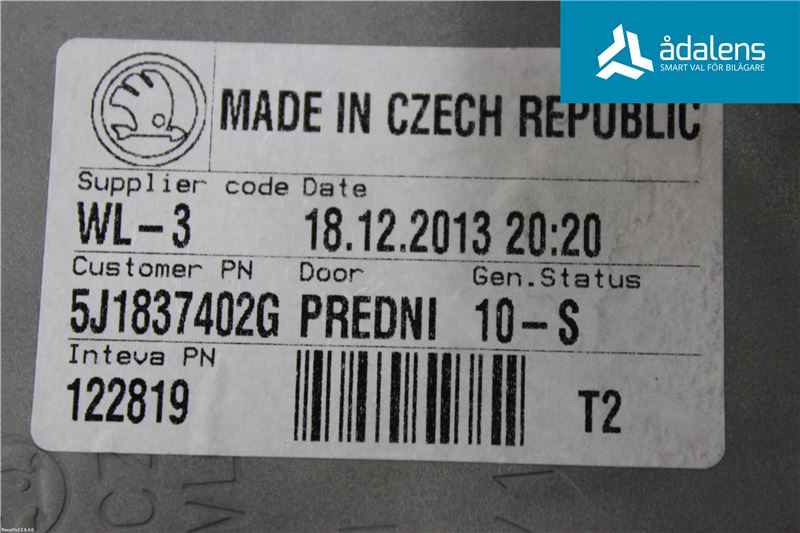 ådalens
SMART VAL FÖR BILÄGARE
MADE IN CZECH REPUBLIC
Supplier code Date
WL-3 18.12.2013 20:20
Customer PN Door Gen.Status
5J1837402G PREDNI 10-S
Inteva PN
122819 T2